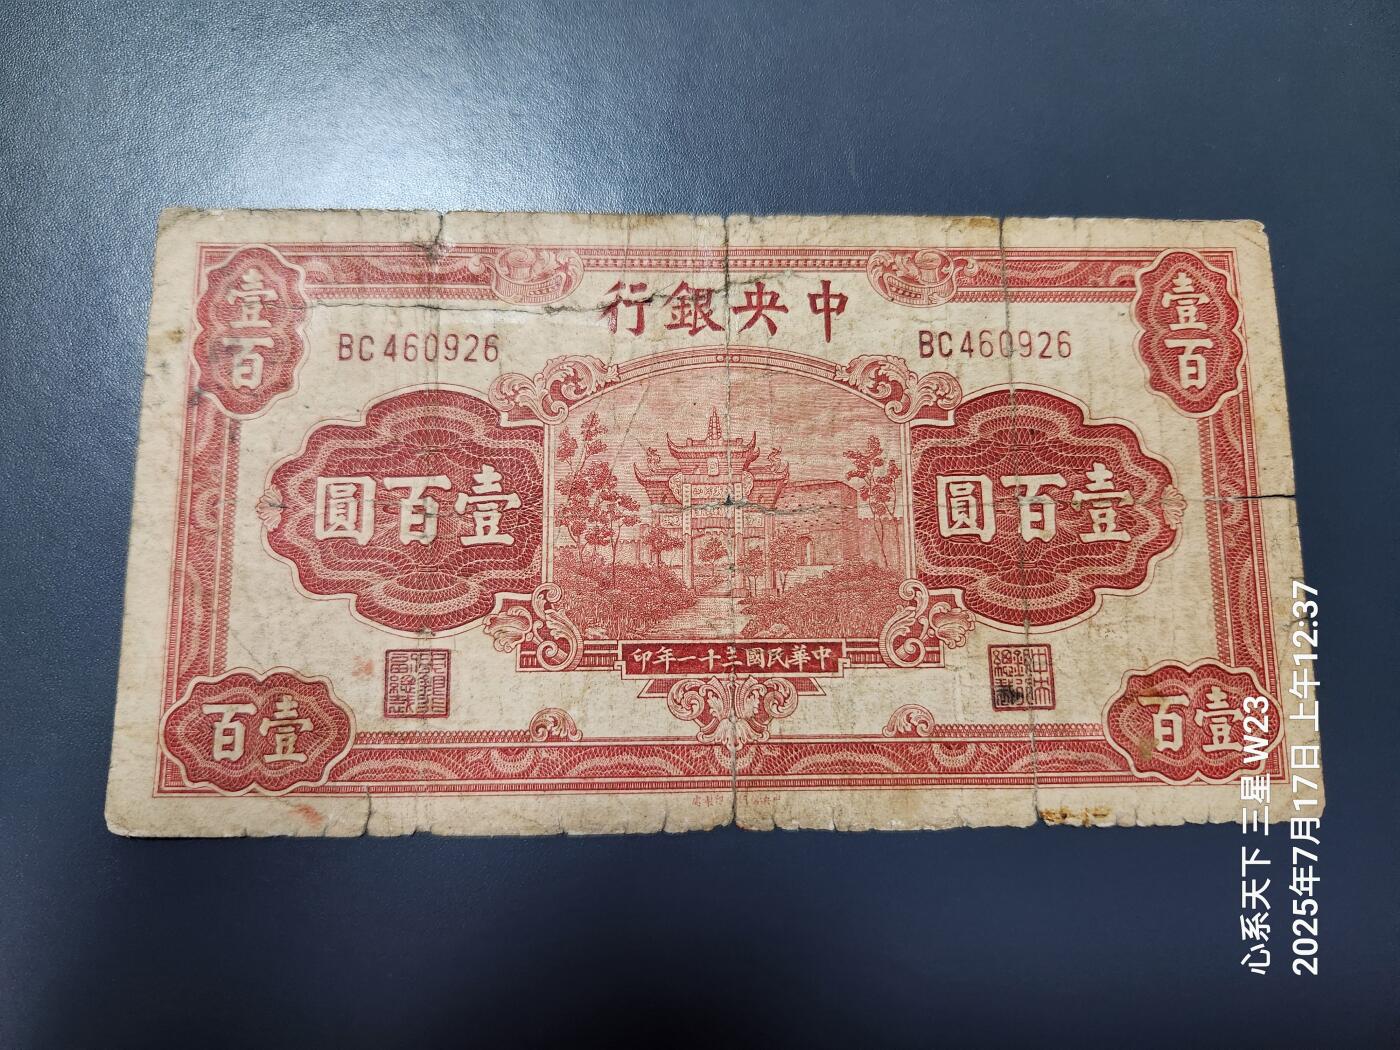 中央銀行
壹百
壹百
BC460926
BC460926
壹百圓
壹百圓
中華民國三十一年印
壹百
壹百
心系天下 三星 W23
2025年7月17日 上午12:37